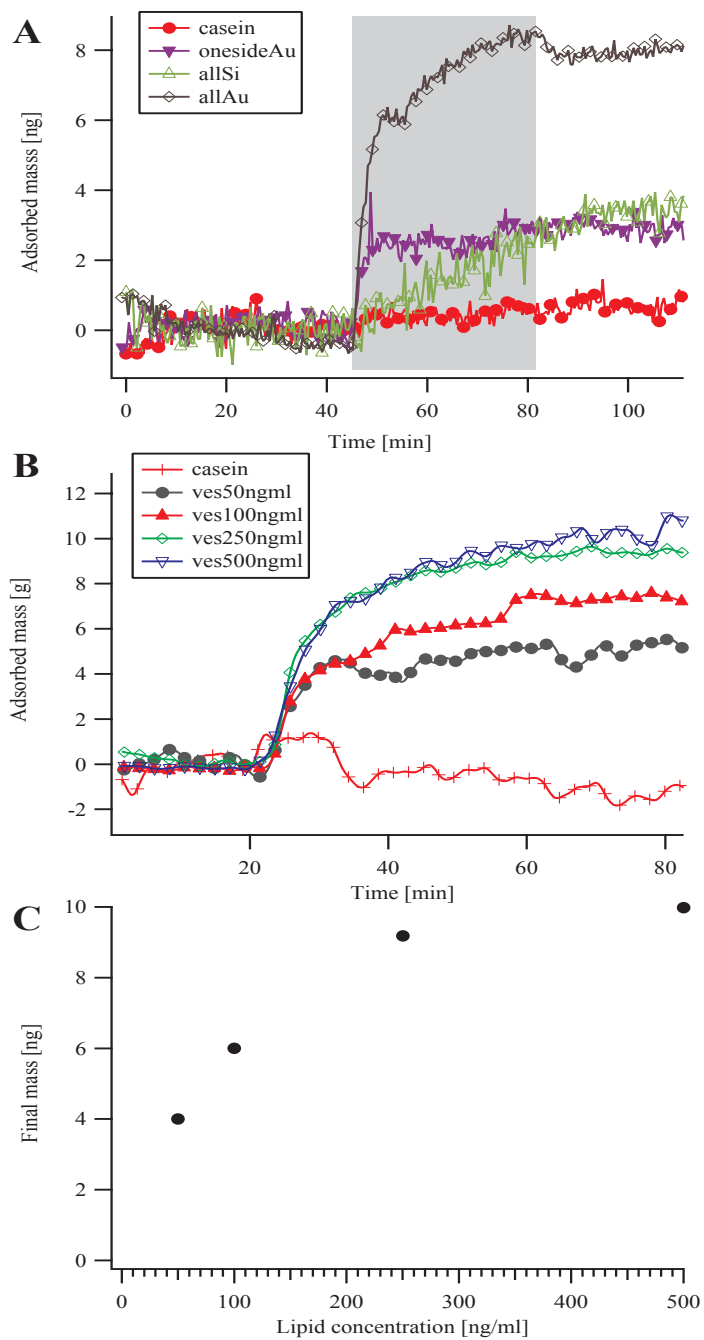 A
casein
onesideAu
allSi
allAu
Adsorbed masss [ng]
8
6
4
2
0
0 20 40 60 80 100
Time [min]
B
casein
ves50ngml
ves100ngml
ves250ngml
ves500ngml
Adsorbed mass [g]
12
10
8
6
4
2
0
-2
20 40 60 80
Time [min]
C
Final mass [ng]
10
8
6
4
2
0
0 100 200 300 400 500
Lipid concentration [ng/ml]